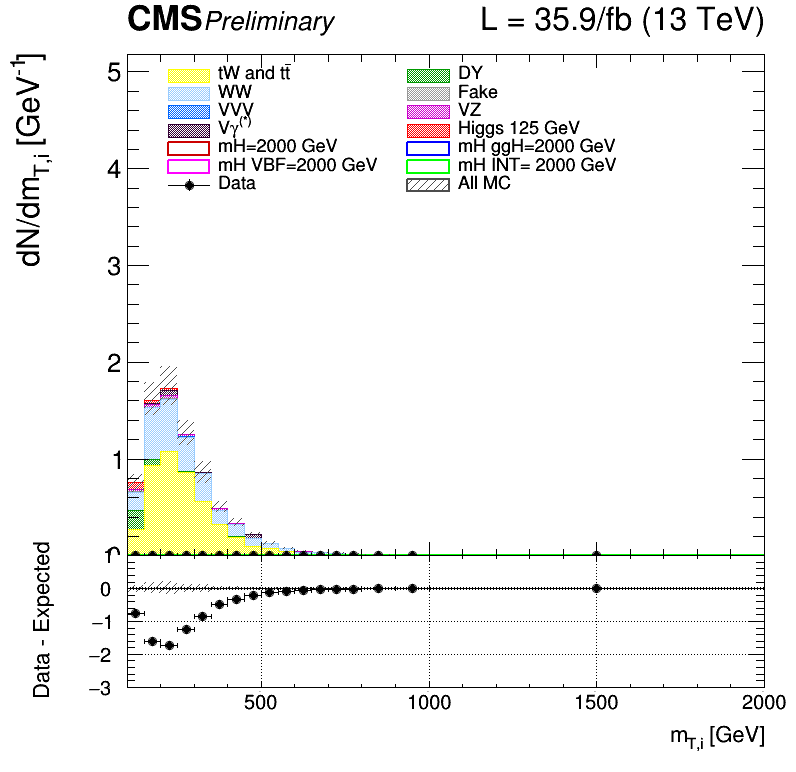 CMS Preliminary L = 35.9/fb (13 TeV)
dN/dm_{T,i} [GeV^{-1}]
5
4
3
2
1
0
tW and tt̄ DY
WW Fake
VVV VZ
Vγ^{(*)} Higgs 125 GeV
mH=2000 GeV mH ggH=2000 GeV
mH VBF=2000 GeV mH INT= 2000 GeV
Data All MC
Data - Expected
0
−1
−2
−3
500 1000 1500 2000
m_{T,i} [GeV]